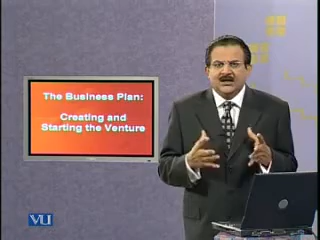 The Business Plan:
Creating and
Starting the Venture
VU